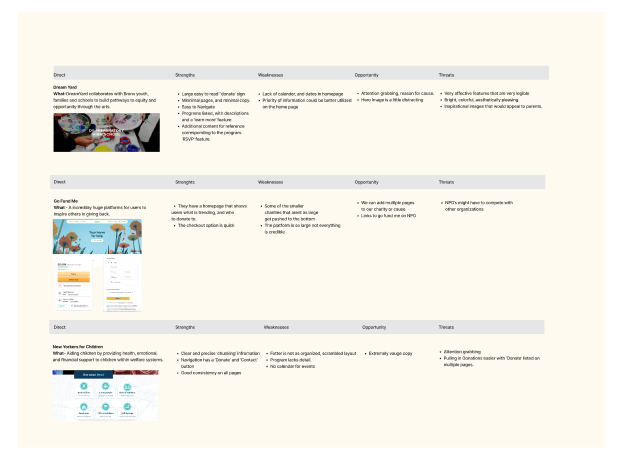 Direct
Strengths
Weaknesses
Opportunity
Threats
Dream Yard
What-DreamYard collaborates with Bronx youth,
families and schools to build pathways to equity and
opportunity through the arts.
• Large easy to read 'donate' sign
• Minimal pages, and minimal copy.
• Easy to Navigate
• Programs listed, with descriptions
and a 'learn more' feature
• Additional content for reference
corresponding to the program.
'RSVP' feature.
• Lack of calender, and dates in homepage
• Priority of information could be better utilized
on the home page
• Attention grabbing, reason for cause.
• Hero image is a little distracting
• Very effective features that are very legible
• Bright, colorful, aesthetically pleasing
• Inspirational images that would appeal to parents.
Direct
Strenghts
Weaknesses
Opportunity
Threats
Go Fund Me
What - A incredibly huge platforms for users to
inspire others in giving back.
• They have a homepage that shows
users what is trending, and who
to donate to.
• The checkout option is quick
• Some of the smaller
charities that arent as large
get pushed to the bottom
• The platform is so large not everything
is credible
• We can add multiple pages
to our charity or cause
• Links to go fund me on NPO
• NPO's might have to compete with
other organizations
Direct
Strengths
Weaknesses
Opportunity
Threats
New Yorkers for Children
What- Aiding children by providing health, emotional,
and financial support to children within welfare systems.
• Clear and precise 'chunking' infromation
• Navigation has a 'Donate' and 'Contact'
button
• Good consistency on all pages
• Footer is not as organized, scrambled layout
• Program lacks detail.
• No calendar for events
• Extremely vauge copy
• Attention grabbing
• Pulling in Donations easier with 'Donate' listed on
multiple pages.